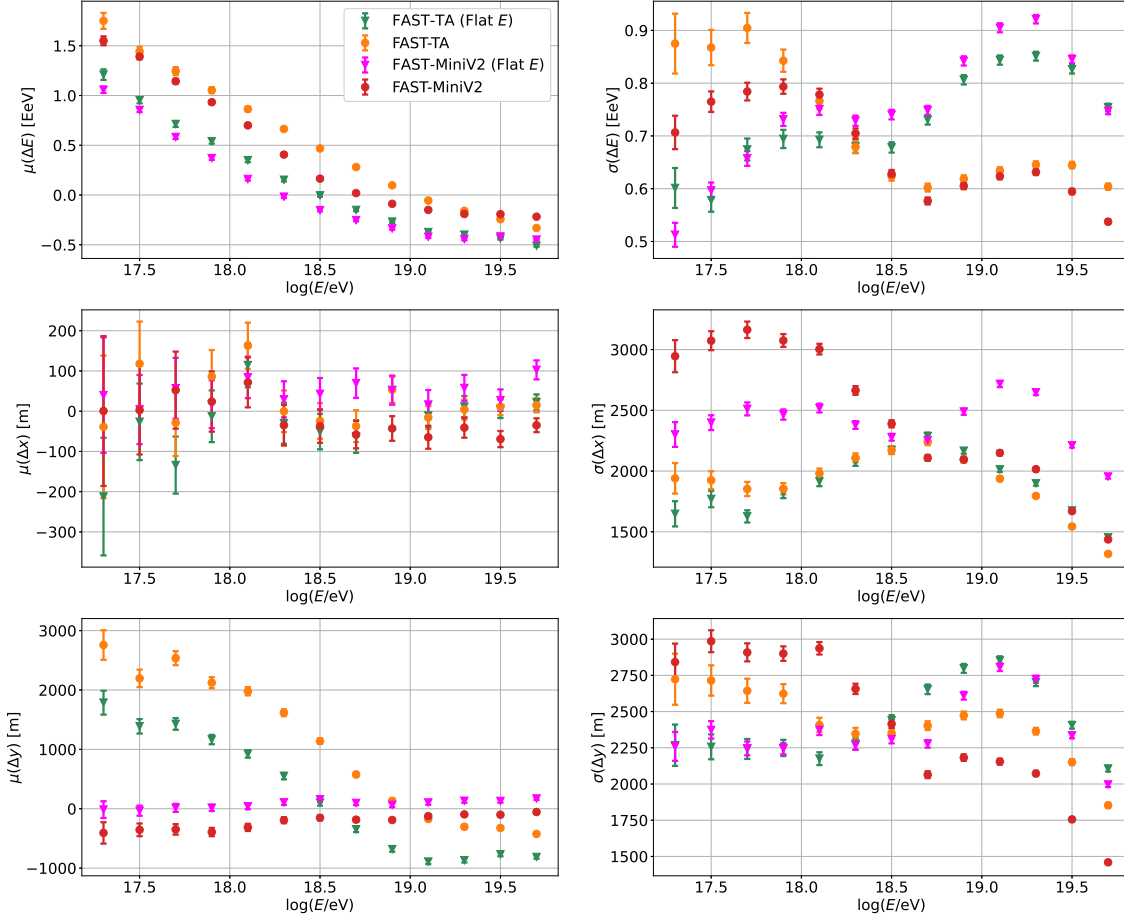 FAST-TA (Flat E)
FAST-TA
FAST-MiniV2 (Flat E)
FAST-MiniV2
μ(ΔE) [EeV]
1.5
1.0
0.5
0.0
−0.5
17.5 18.0 18.5 19.0 19.5
log(E/eV)
σ(ΔE) [EeV]
0.9
0.8
0.7
0.6
0.5
17.5 18.0 18.5 19.0 19.5
log(E/eV)
μ(Δx) [m]
200
100
0
−100
−200
−300
17.5 18.0 18.5 19.0 19.5
log(E/eV)
σ(Δx) [m]
3000
2500
2000
1500
17.5 18.0 18.5 19.0 19.5
log(E/eV)
μ(Δy) [m]
3000
2000
1000
0
−1000
17.5 18.0 18.5 19.0 19.5
log(E/eV)
σ(Δy) [m]
3000
2750
2500
2250
2000
1750
1500
17.5 18.0 18.5 19.0 19.5
log(E/eV)